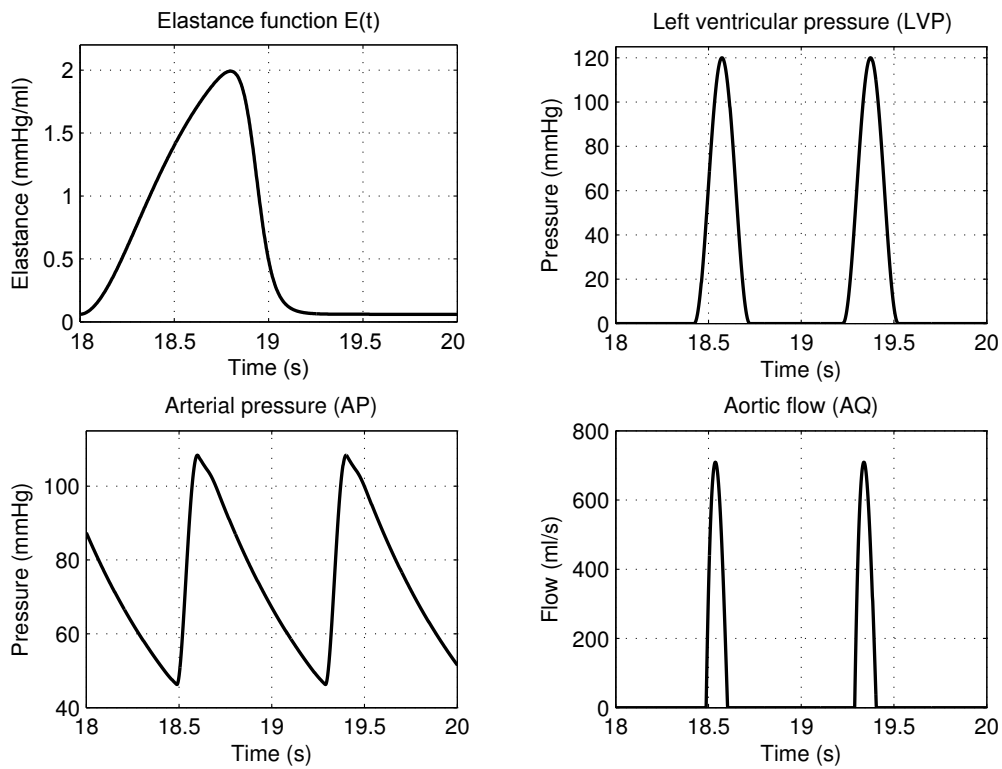 Elastance function E(t)
Elastance (mmHg/ml)
2
1.5
1
0.5
0
18 18.5 19 19.5 20
Time (s)
Left ventricular pressure (LVP)
Pressure (mmHg)
120
100
80
60
40
20
0
18 18.5 19 19.5 20
Time (s)
Arterial pressure (AP)
Pressure (mmHg)
100
80
60
40
18 18.5 19 19.5 20
Time (s)
Aortic flow (AQ)
Flow (ml/s)
800
600
400
200
0
18 18.5 19 19.5 20
Time (s)